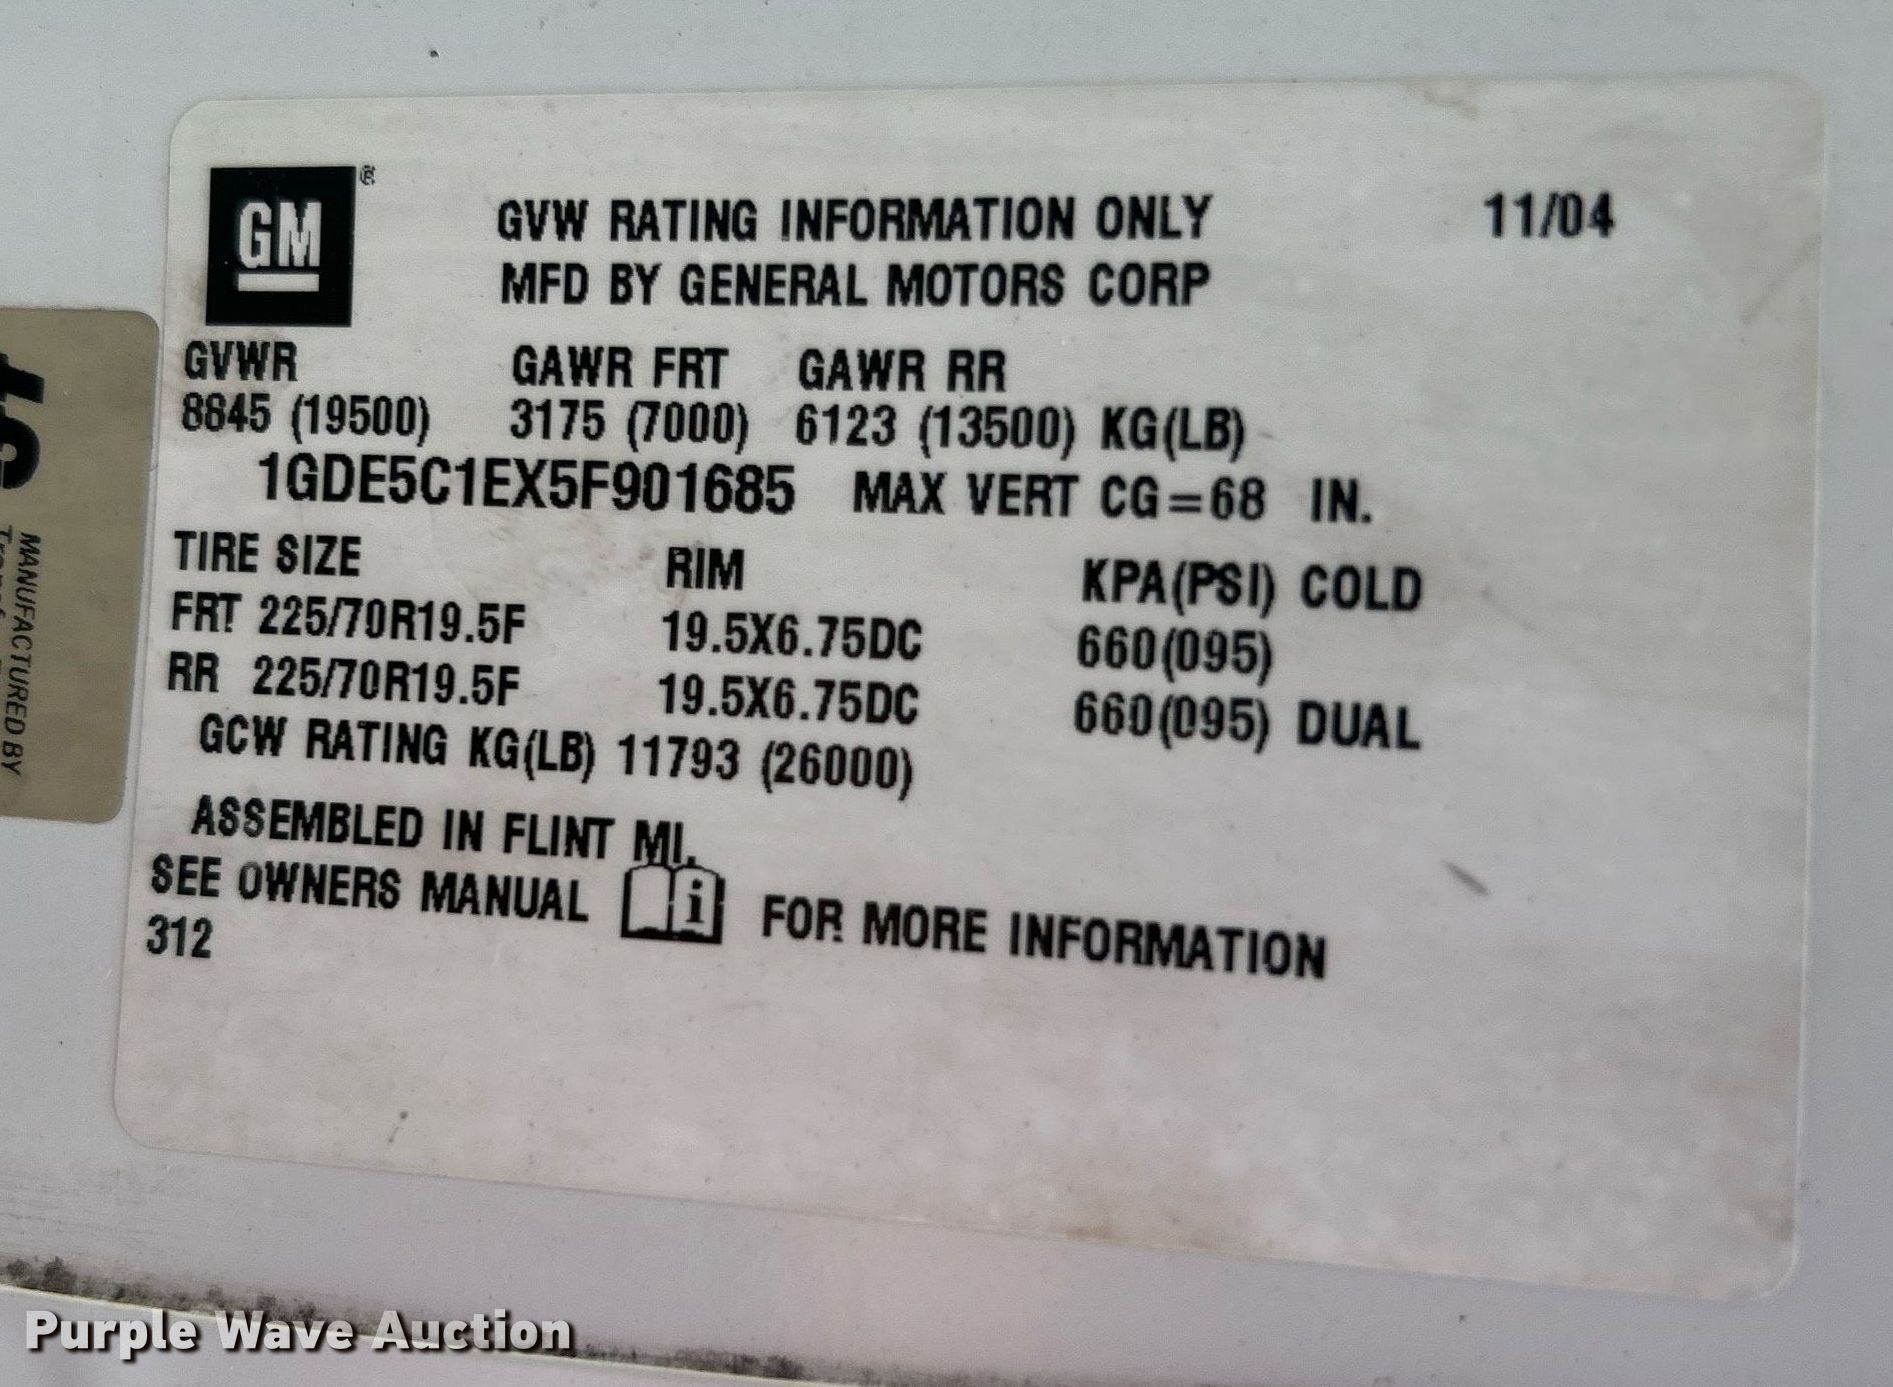 GM®
GVW RATING INFORMATION ONLY 11/04
MFD BY GENERAL MOTORS CORP
GVWR GAWR FRT GAWR RR
8845 (19500) 3175 (7000) 6123 (13500) KG(LB)
1GDE5C1EX5F901685 MAX VERT CG=68 IN.
TIRE SIZE RIM KPA(PSI) COLD
FRT 225/70R19.5F 19.5X6.75DC 660(095)
RR 225/70R19.5F 19.5X6.75DC 660(095) DUAL
GCW RATING KG(LB) 11793 (26000)
ASSEMBLED IN FLINT MI.
SEE OWNERS MANUAL i FOR MORE INFORMATION
312
MANUFACTURED BY
Purple Wave Auction